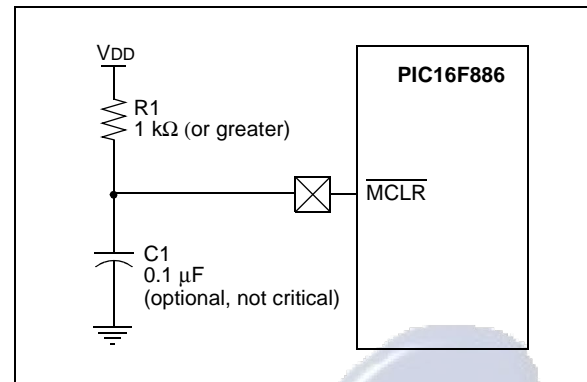 VDD
PIC16F886
R1
1 kΩ (or greater)
MCLR
C1
0.1 μF
(optional, not critical)